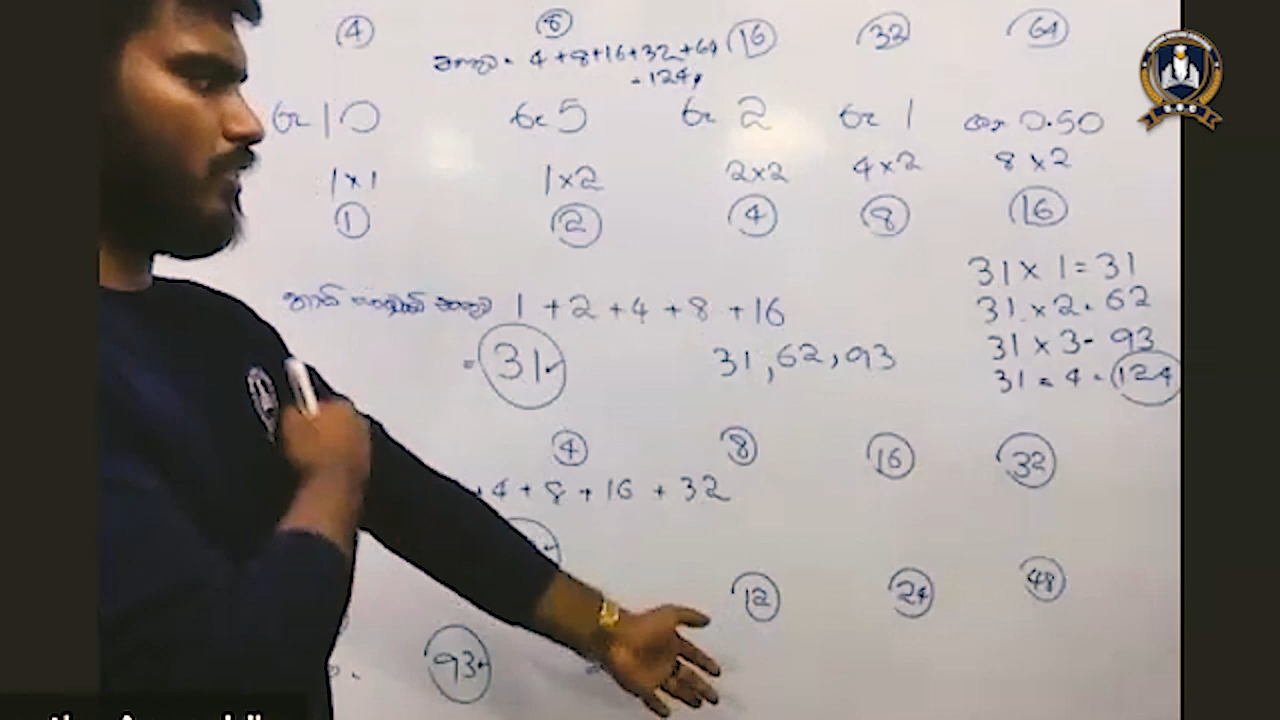 4 8 16 32 64
එකතුව = 4+8+16+32+64
= 124
රු 10 රු 5 රු 2 රු 1 0.50
1×1 1×2 2×2 4×2 8×2
1 2 4 8 16
එකතුව 1 + 2 + 4 + 8 + 16
= 31
31, 62, 93
31 × 1 = 31
31 × 2 = 62
31 × 3 = 93
31 = 4 = 124
4 8 16 32
+4 + 8 + 16 + 32
12 24 48
93